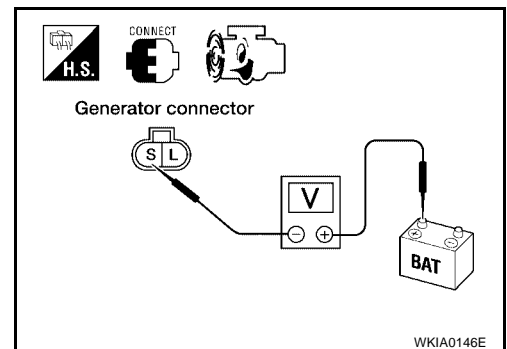 H.S.
CONNECT
Generator connector
S L
V
− +
+ −
BAT
WKIA0146E